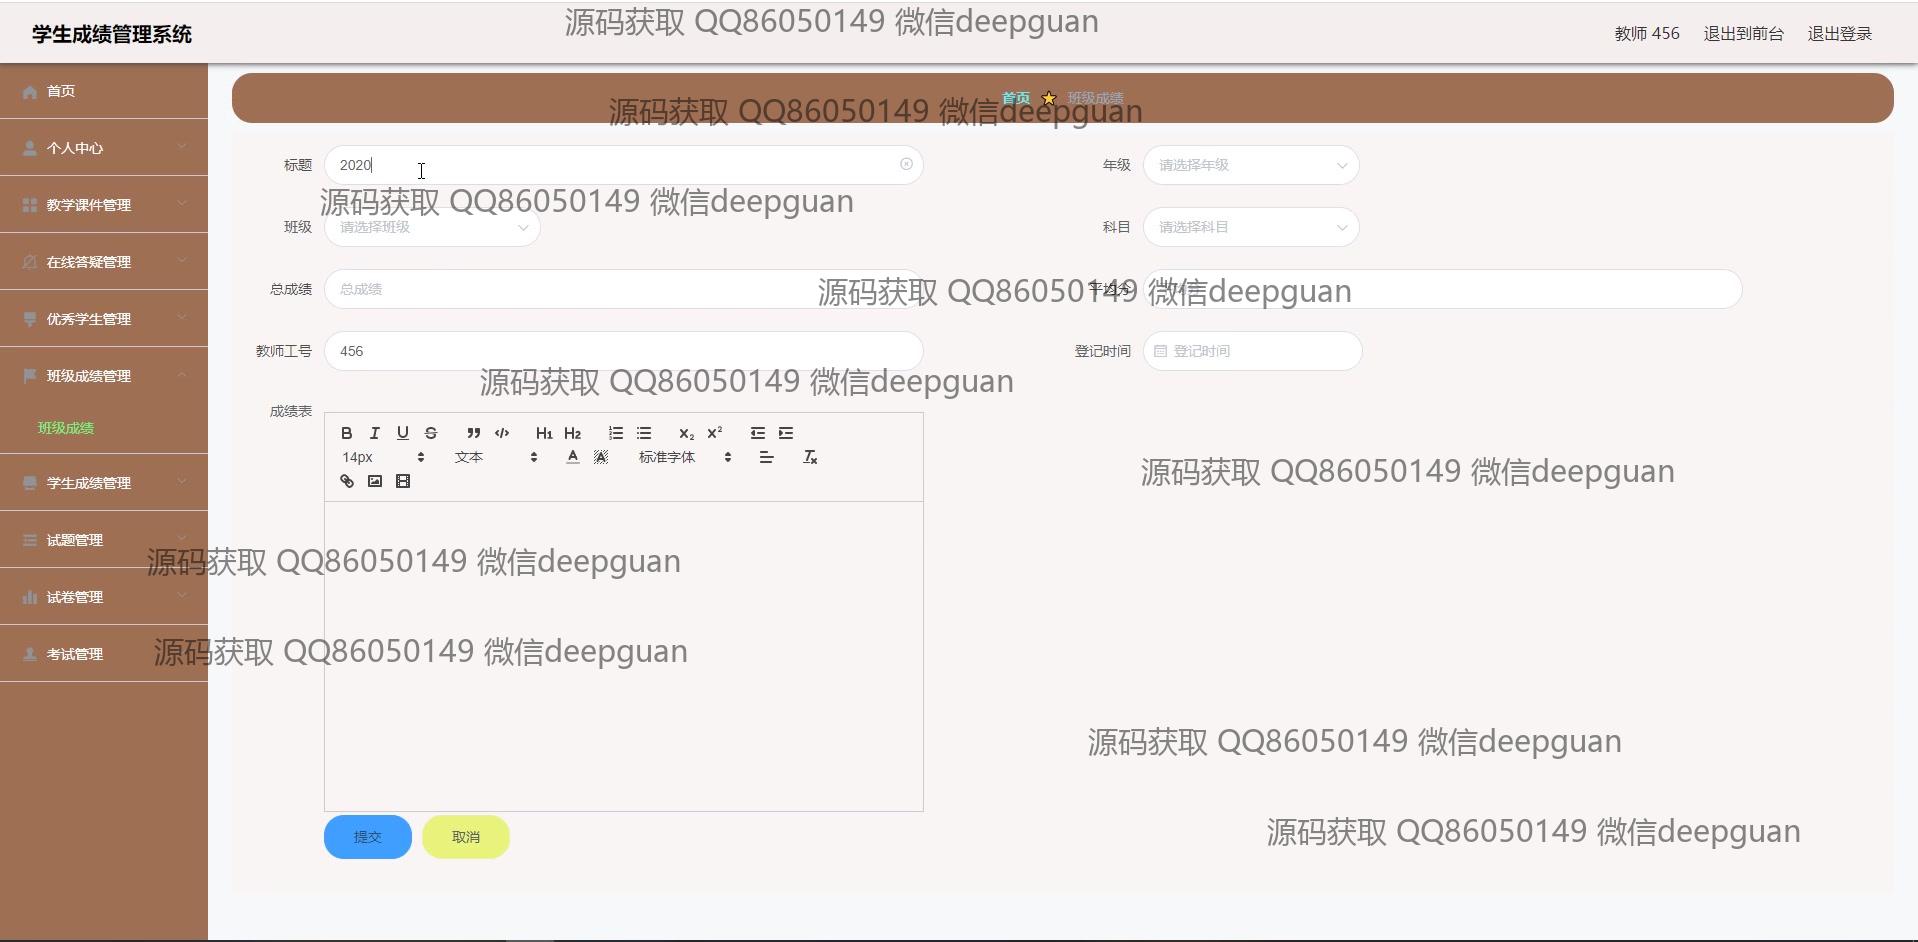 源码获取 QQ86050149 微信deepguan
学生成绩管理系统
教师 456 退出到前台 退出登录
首页
首页 班级成绩
源码获取 QQ86050149 微信deepguan
个人中心
标题 2020
年级 请选择年级
教学课件管理
源码获取 QQ86050149 微信deepguan
班级 请选择班级
科目 请选择科目
在线答疑管理
总成绩 总成绩
平均分
源码获取 QQ86050149 微信deepguan
优秀学生管理
教师工号 456
登记时间 登记时间
班级成绩管理
源码获取 QQ86050149 微信deepguan
成绩表
班级成绩
B I U S H1 H2 X2 X2
14px 文本 A A 标准字体 Tx
源码获取 QQ86050149 微信deepguan
学生成绩管理
试题管理
源码获取 QQ86050149 微信deepguan
试卷管理
考试管理
源码获取 QQ86050149 微信deepguan
源码获取 QQ86050149 微信deepguan
提交 取消
源码获取 QQ86050149 微信deepguan